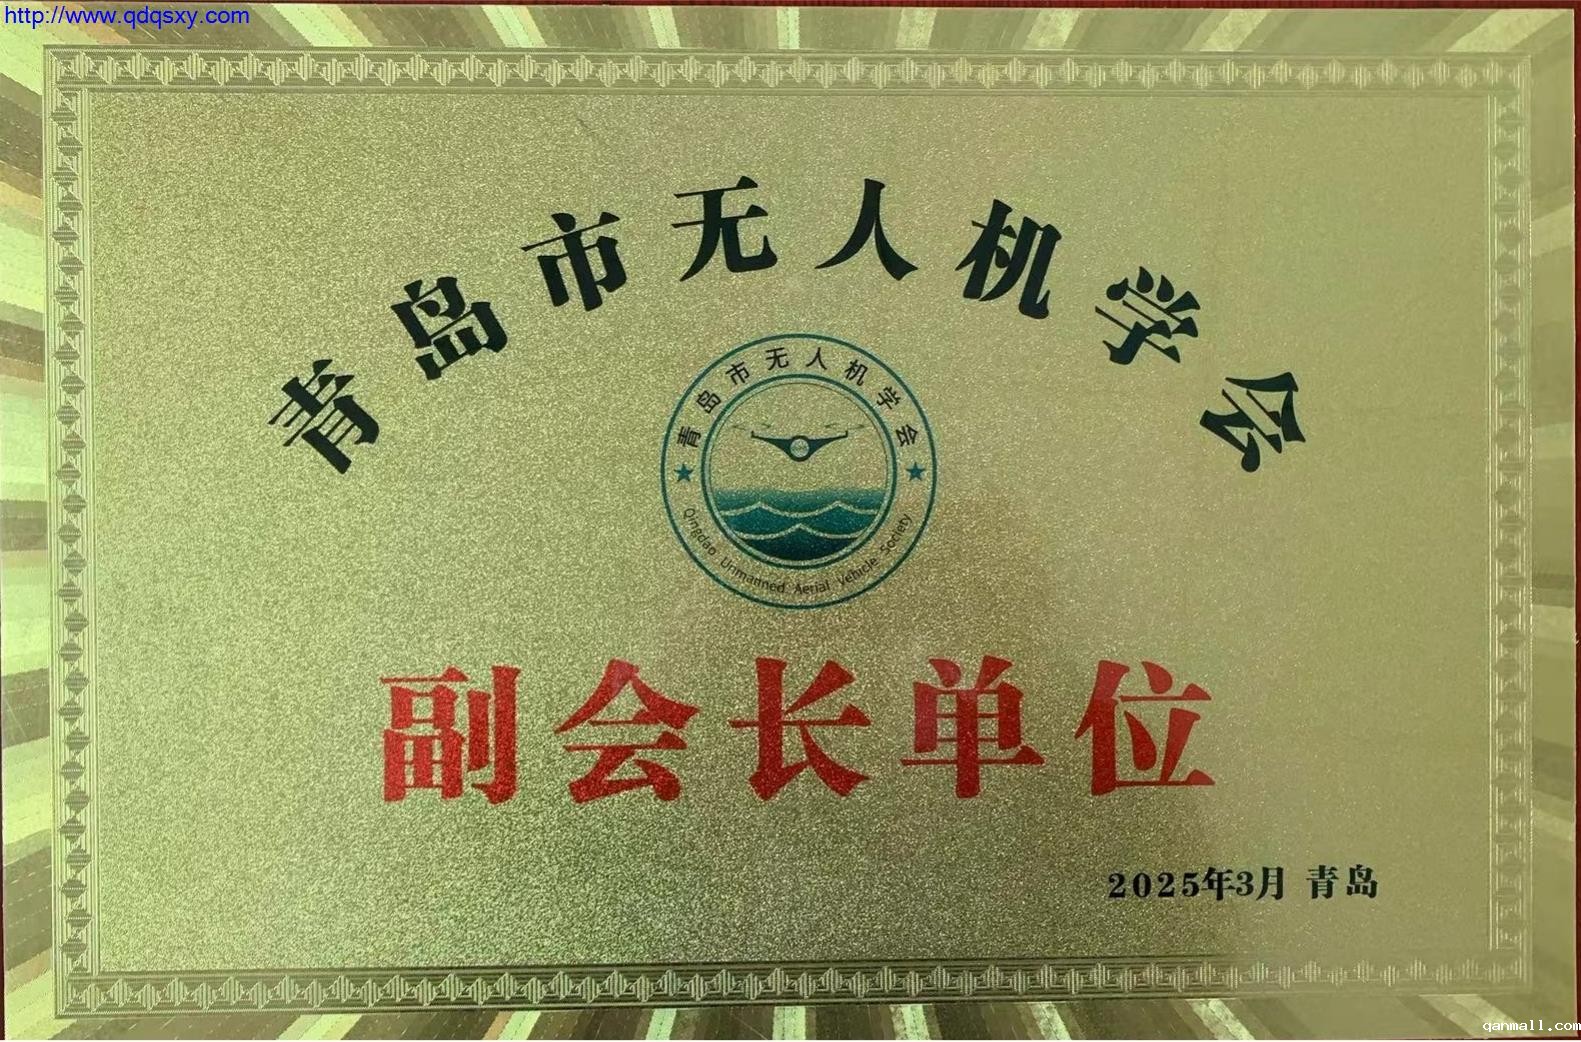 http://www.qdqsxy.com
青岛市无人机学会
青岛市无人机学会
Qingdao Unmanned Aerial Vehicle Society
副会长单位
2025年3月 青岛
qanmall.com